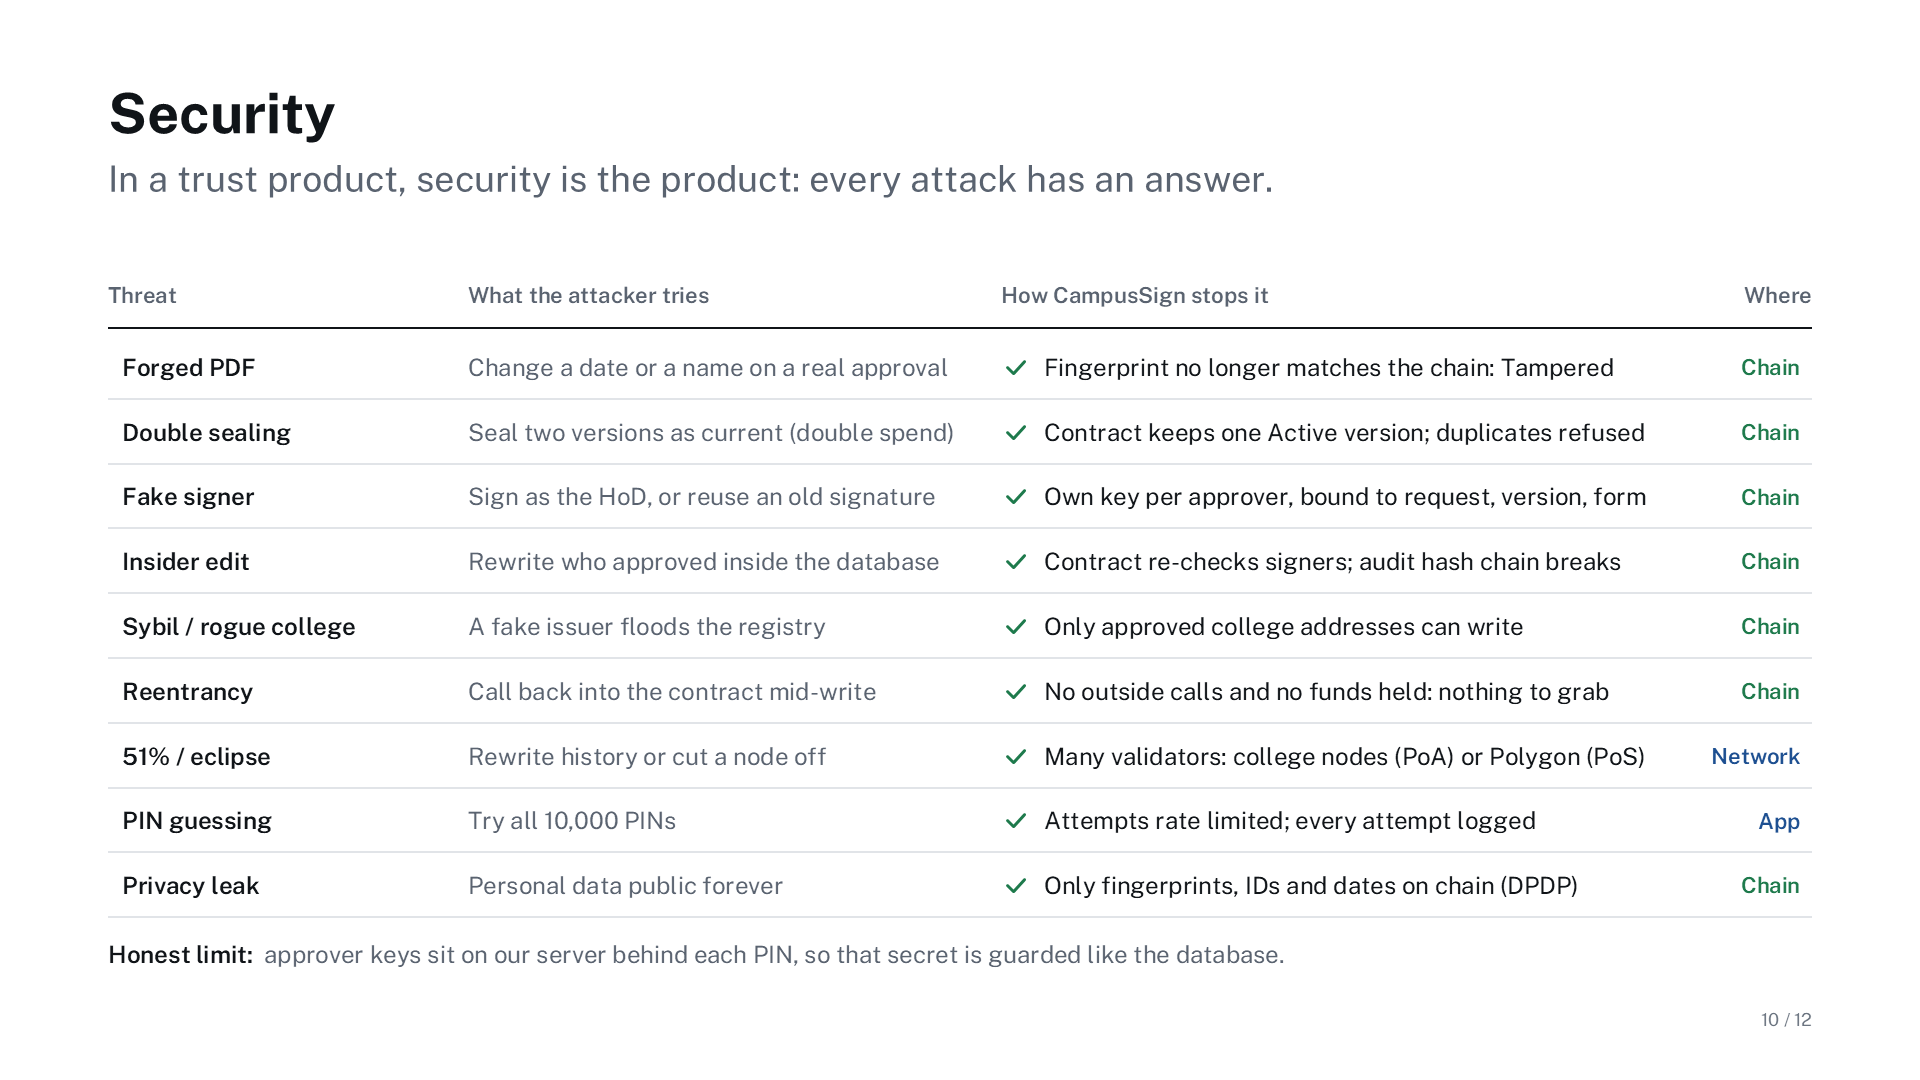 Security
In a trust product, security is the product: every attack has an answer.
Threat What the attacker tries How CampusSign stops it Where
Forged PDF Change a date or a name on a real approval ✓ Fingerprint no longer matches the chain: Tampered Chain
Double sealing Seal two versions as current (double spend) ✓ Contract keeps one Active version; duplicates refused Chain
Fake signer Sign as the HoD, or reuse an old signature ✓ Own key per approver, bound to request, version, form Chain
Insider edit Rewrite who approved inside the database ✓ Contract re-checks signers; audit hash chain breaks Chain
Sybil / rogue college A fake issuer floods the registry ✓ Only approved college addresses can write Chain
Reentrancy Call back into the contract mid-write ✓ No outside calls and no funds held: nothing to grab Chain
51% / eclipse Rewrite history or cut a node off ✓ Many validators: college nodes (PoA) or Polygon (PoS) Network
PIN guessing Try all 10,000 PINs ✓ Attempts rate limited; every attempt logged App
Privacy leak Personal data public forever ✓ Only fingerprints, IDs and dates on chain (DPDP) Chain
Honest limit: approver keys sit on our server behind each PIN, so that secret is guarded like the database.
10 / 12